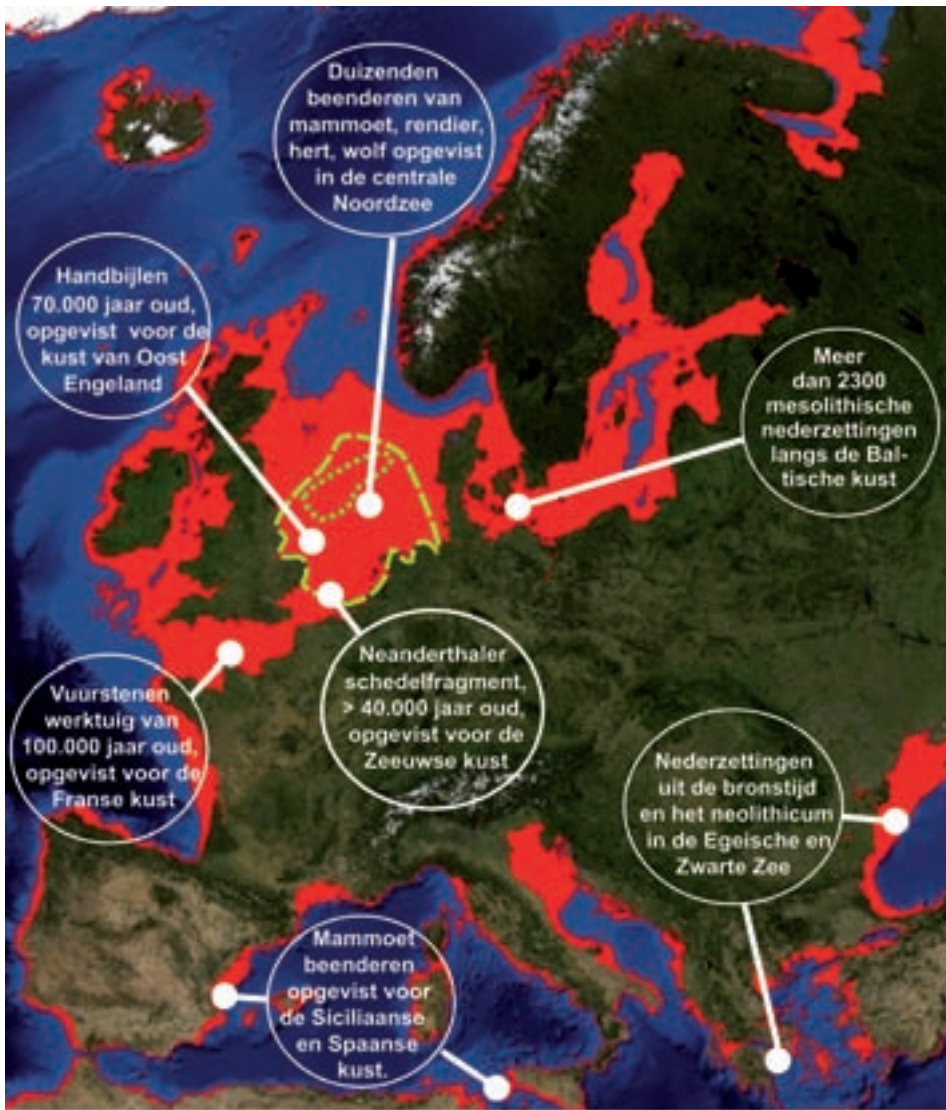 Duizenden
beenderen van
mammoet, rendier,
hert, wolf opgevist
in de centrale
Noordzee
Handbijlen
70.000 jaar oud,
opgevist voor de
kust van Oost
Engeland
Meer
dan 2300
mesolithische
nederzettingen
langs de Bal-
tische kust
Neanderthaler
schedelfragment,
> 40.000 jaar oud,
opgevist voor de
Zeeuwse kust
Vuurstenen
werktuig van
100.000 jaar oud,
opgevist voor de
Franse kust
Nederzettingen
uit de bronstijd
en het neolithicum
in de Egeische en
Zwarte Zee
Mammoet
beenderen
opgevist voor
de Siciliaanse
en Spaanse
kust.